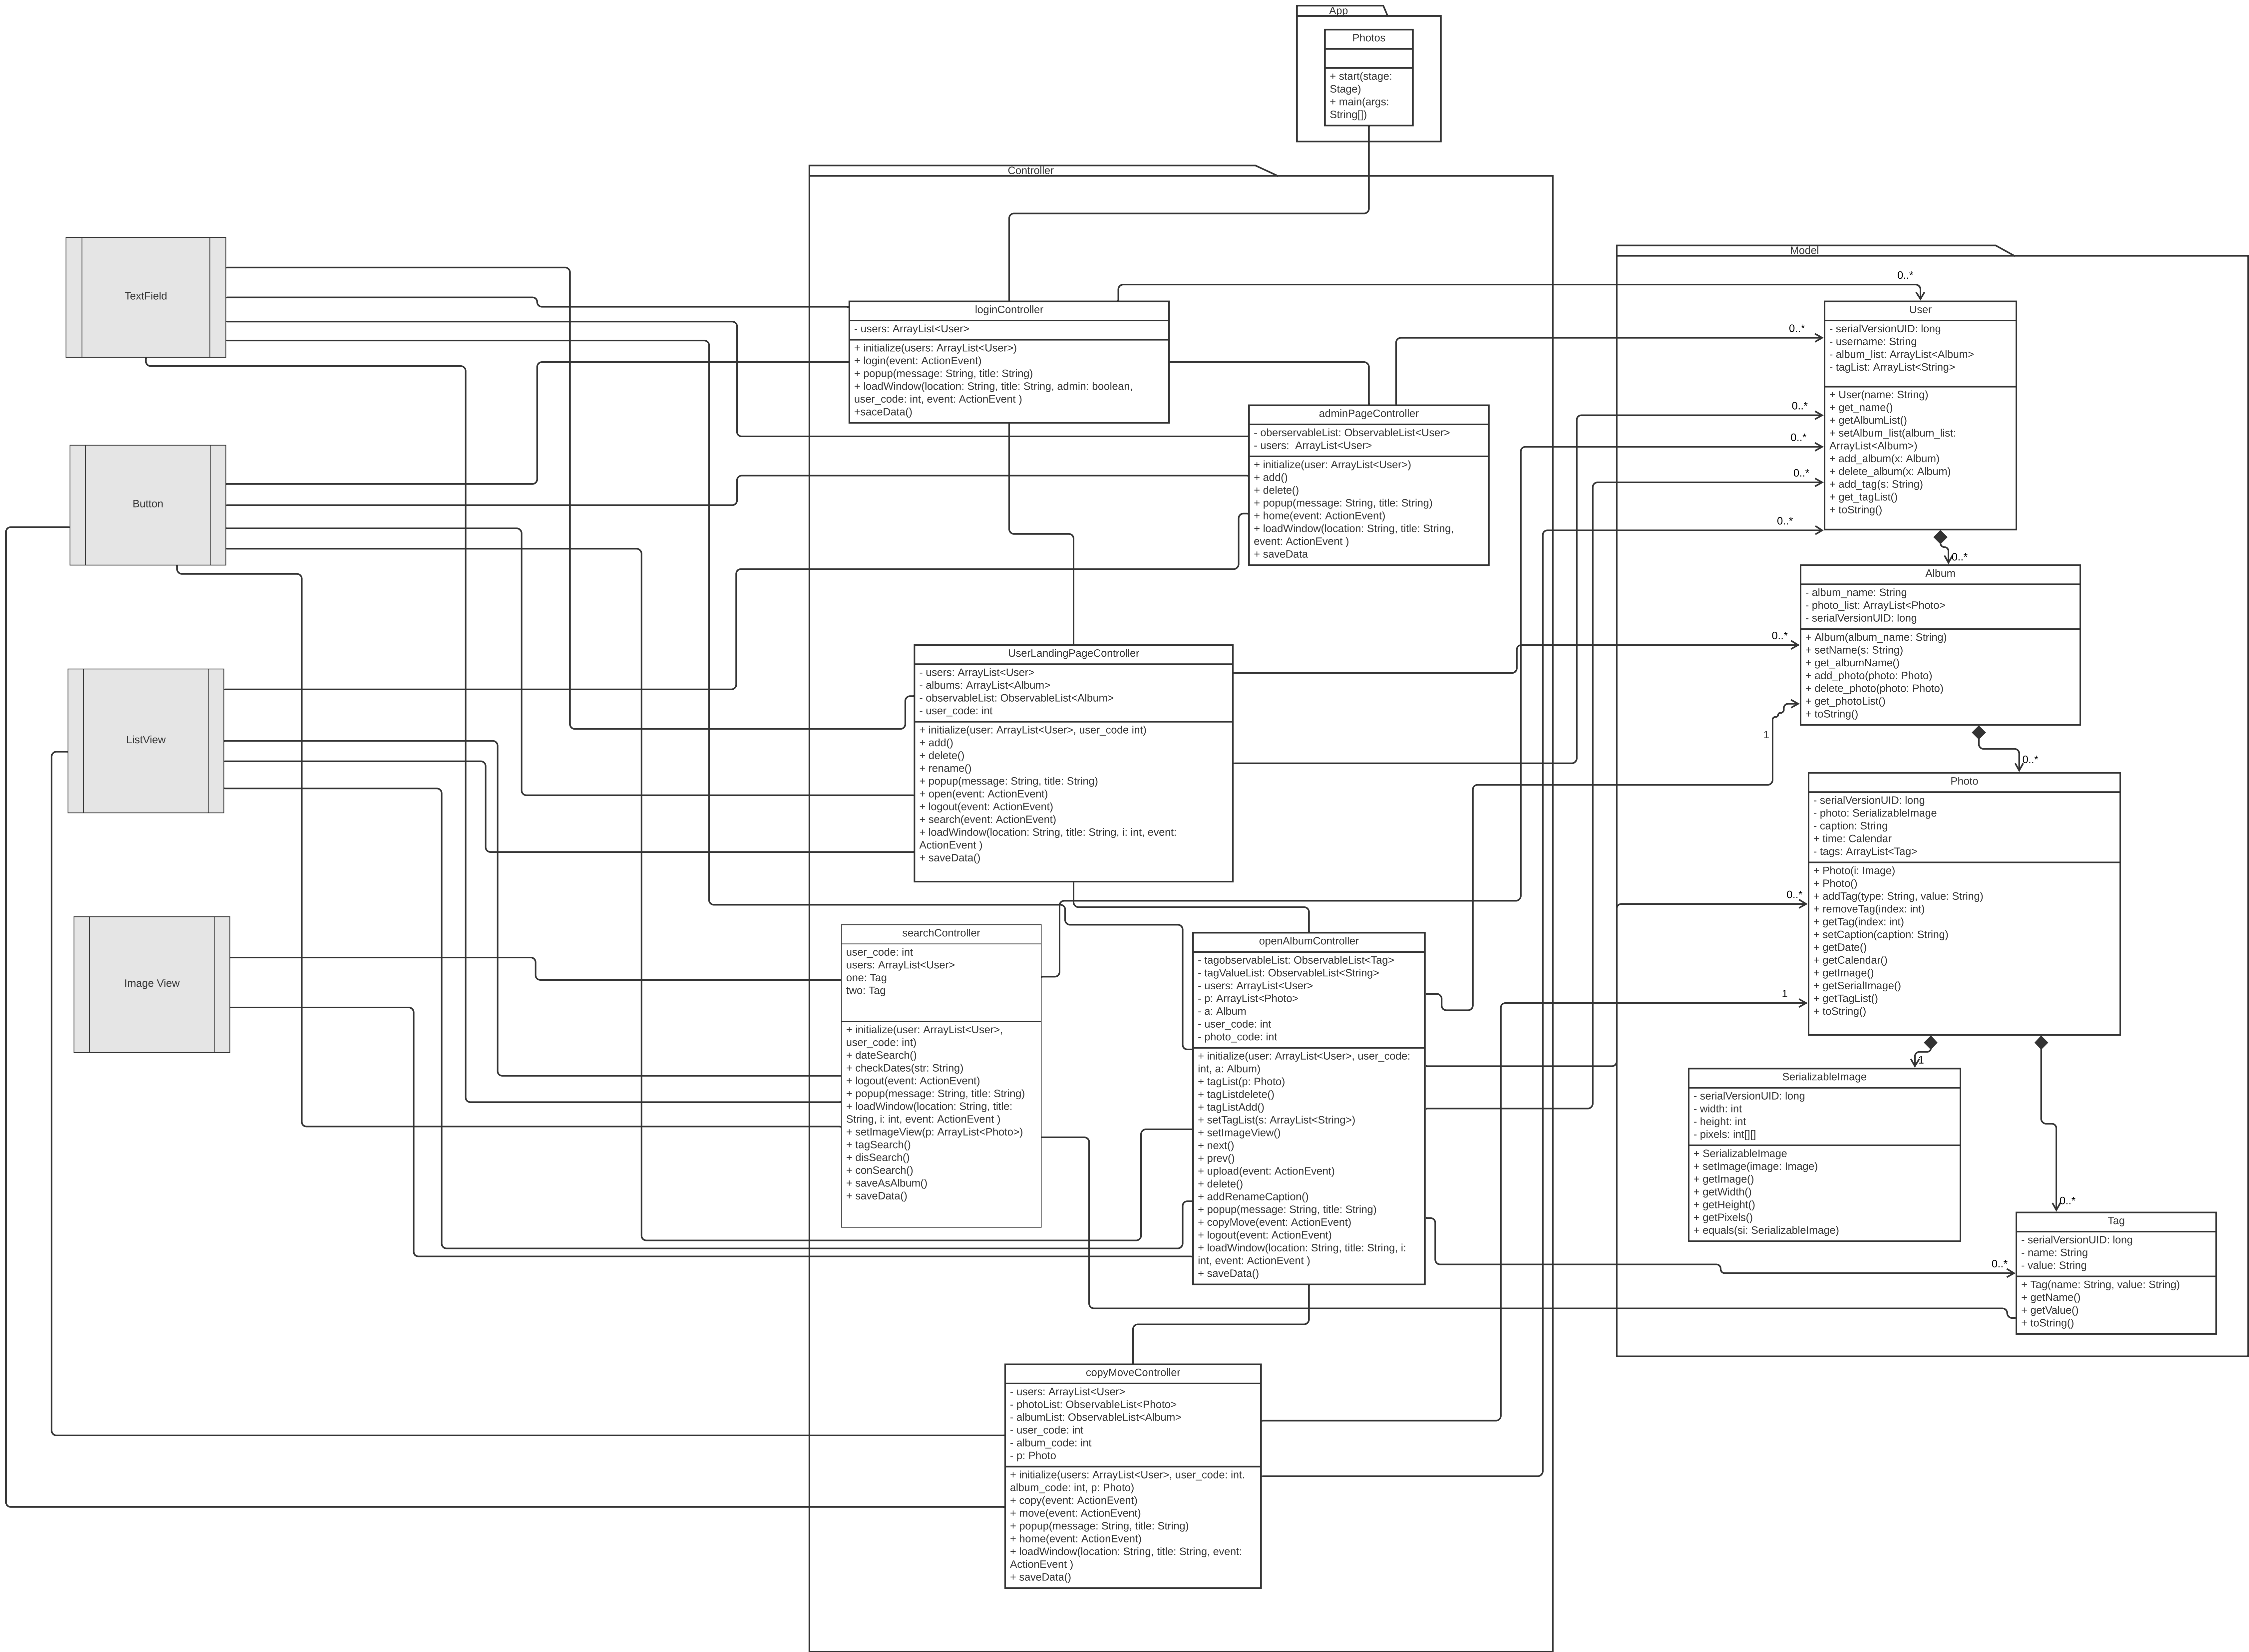 App
Photos
+ start(stage:
Stage)
+ main(args:
String[])
Controller
TextField
Button
ListView
Image View
loginController
- users: ArrayList<User>
+ initialize(users: ArrayList<User>)
+ login(event: ActionEvent)
+ popup(message: String, title: String)
+ loadWindow(location: String, title: String, admin: boolean,
user_code: int, event: ActionEvent )
+saceData()
adminPageController
- oberservableList: ObservableList<User>
- users:  ArrayList<User>
+ initialize(user: ArrayList<User>)
+ add()
+ delete()
+ popup(message: String, title: String)
+ home(event: ActionEvent)
+ loadWindow(location: String, title: String,
event: ActionEvent )
+ saveData
UserLandingPageController
- users: ArrayList<User>
- albums: ArrayList<Album>
- observableList: ObservableList<Album>
- user_code: int
+ initialize(user: ArrayList<User>, user_code int)
+ add()
+ delete()
+ rename()
+ popup(message: String, title: String)
+ open(event: ActionEvent)
+ logout(event: ActionEvent)
+ search(event: ActionEvent)
+ loadWindow(location: String, title: String, i: int, event:
ActionEvent )
+ saveData()
searchController
user_code: int
users: ArrayList<User>
one: Tag
two: Tag
+ initialize(user: ArrayList<User>,
user_code: int)
+ dateSearch()
+ checkDates(str: String)
+ logout(event: ActionEvent)
+ popup(message: String, title: String)
+ loadWindow(location: String, title:
String, i: int, event: ActionEvent )
+ setImageView(p: ArrayList<Photo>)
+ tagSearch()
+ disSearch()
+ conSearch()
+ saveAsAlbum()
+ saveData()
openAlbumController
- tagobservableList: ObservableList<Tag>
- tagValueList: ObservableList<String>
- users: ArrayList<User>
- p: ArrayList<Photo>
- a: Album
- user_code: int
- photo_code: int
+ initialize(user: ArrayList<User>, user_code:
int, a: Album)
+ tagList(p: Photo)
+ tagListdelete()
+ tagListAdd()
+ setTagList(s: ArrayList<String>)
+ setImageView()
+ next()
+ prev()
+ upload(event: ActionEvent)
+ delete()
+ addRenameCaption()
+ popup(message: String, title: String)
+ copyMove(event: ActionEvent)
+ logout(event: ActionEvent)
+ loadWindow(location: String, title: String, i:
int, event: ActionEvent )
+ saveData()
copyMoveController
- users: ArrayList<User>
- photoList: ObservableList<Photo>
- albumList: ObservableList<Album>
- user_code: int
- album_code: int
- p: Photo
+ initialize(users: ArrayList<User>, user_code: int.
album_code: int, p: Photo)
+ copy(event: ActionEvent)
+ move(event: ActionEvent)
+ popup(message: String, title: String)
+ home(event: ActionEvent)
+ loadWindow(location: String, title: String, event:
ActionEvent )
+ saveData()
Model
0..*
0..*
0..*
0..*
0..*
0..*
User
- serialVersionUID: long
- username: String
- album_list: ArrayList<Album>
- tagList: ArrayList<String>
+ User(name: String)
+ get_name()
+ getAlbumList()
+ setAlbum_list(album_list:
ArrayList<Album>)
+ add_album(x: Album)
+ delete_album(x: Album)
+ add_tag(s: String)
+ get_tagList()
+ toString()
0..*
0..*
1
Album
- album_name: String
- photo_list: ArrayList<Photo>
- serialVersionUID: long
+ Album(album_name: String)
+ setName(s: String)
+ get_albumName()
+ add_photo(photo: Photo)
+ delete_photo(photo: Photo)
+ get_photoList()
+ toString()
0..*
0..*
1
Photo
- serialVersionUID: long
- photo: SerializableImage
- caption: String
+ time: Calendar
- tags: ArrayList<Tag>
+ Photo(i: Image)
+ Photo()
+ addTag(type: String, value: String)
+ removeTag(index: int)
+ getTag(index: int)
+ setCaption(caption: String)
+ getDate()
+ getCalendar()
+ getImage()
+ getSerialImage()
+ getTagList()
+ toString()
1
SerializableImage
- serialVersionUID: long
- width: int
- height: int
- pixels: int[][]
+ SerializableImage
+ setImage(image: Image)
+ getImage()
+ getWidth()
+ getHeight()
+ getPixels()
+ equals(si: SerializableImage)
0..*
0..*
Tag
- serialVersionUID: long
- name: String
- value: String
+ Tag(name: String, value: String)
+ getName()
+ getValue()
+ toString()